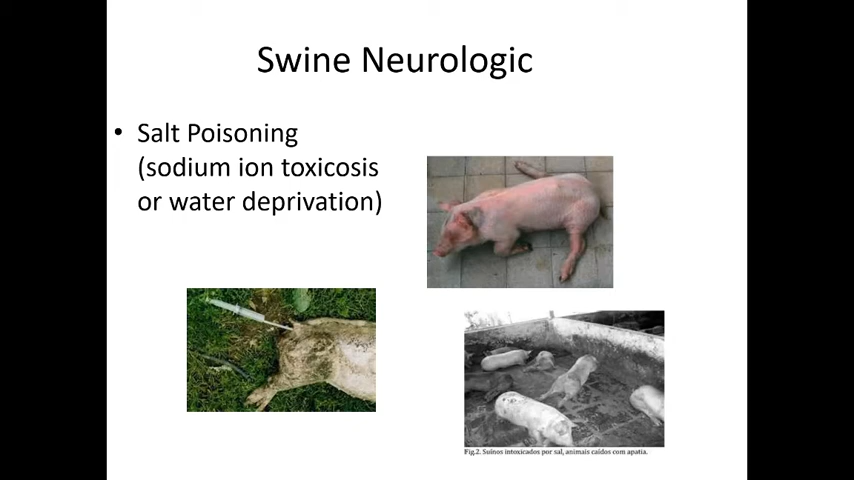 Swine Neurologic
• Salt Poisoning
(sodium ion toxicosis
or water deprivation)
Fig.2. Suínos intoxicados por sal, animais caídos com apatia.